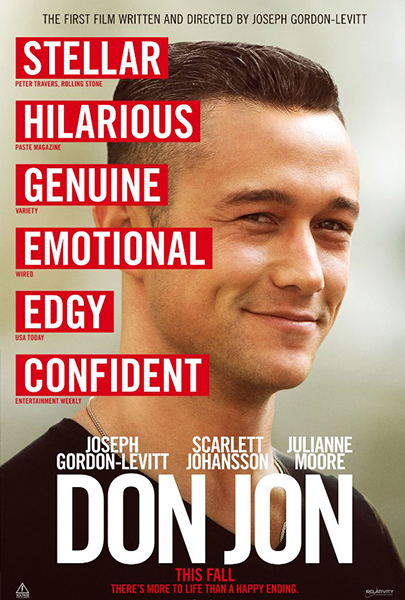 THE FIRST FILM WRITTEN AND DIRECTED BY JOSEPH GORDON-LEVITT
STELLAR
PETER TRAVERS, ROLLING STONE
HILARIOUS
PASTE MAGAZINE
GENUINE
VARIETY
EMOTIONAL
WIRED
EDGY
USA TODAY
CONFIDENT
ENTERTAINMENT WEEKLY
JOSEPH GORDON-LEVITT
SCARLETT JOHANSSON
JULIANNE MOORE
DON JON
THIS FALL
THERE'S MORE TO LIFE THAN A HAPPY ENDING.
RELATIVITY